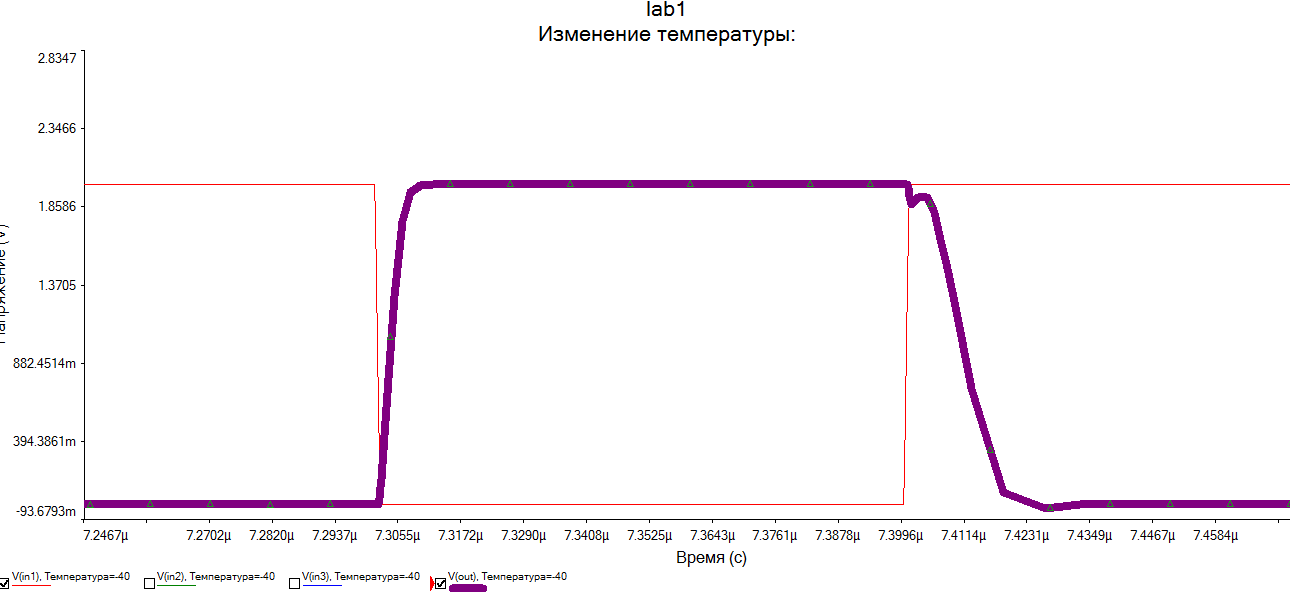 lab1
Изменение температуры:
2.8347
2.3466
1.8586
1.3705
882.4514m
394.3861m
-93.6793m
7.2467µ 7.2702µ 7.2820µ 7.2937µ 7.3055µ 7.3172µ 7.3290µ 7.3408µ 7.3525µ 7.3643µ 7.3761µ 7.3878µ 7.3996µ 7.4114µ 7.4231µ 7.4349µ 7.4467µ 7.4584µ
Время (с)
V(in1), Температура=-40 V(in2), Температура=-40 V(in3), Температура=-40 V(out), Температура=-40